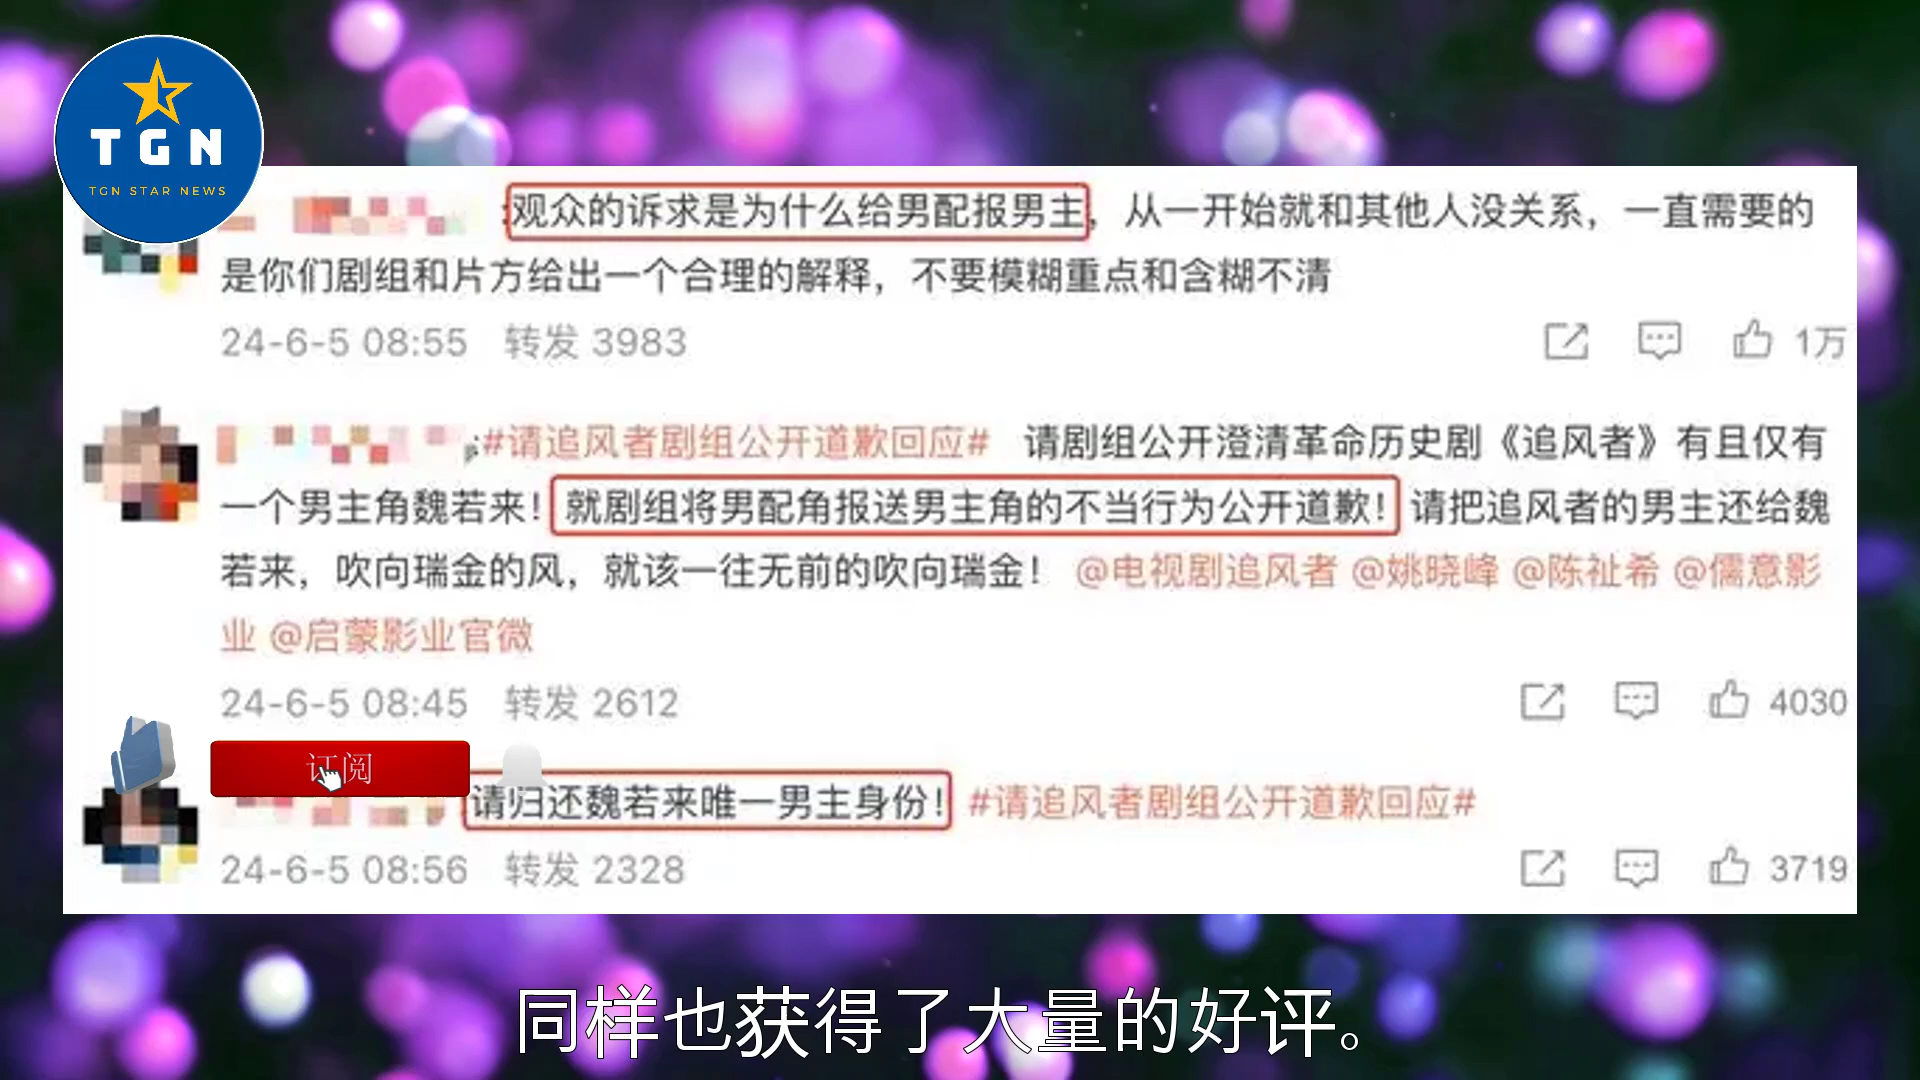 TGN
TGN STAR NEWS
:观众的诉求是为什么给男配报男主，从一开始就和其他人没关系，一直需要的
是你们剧组和片方给出一个合理的解释，不要模糊重点和含糊不清
24-6-5 08:55 转发 3983
1万
#请追风者剧组公开道歉回应# 请剧组公开澄清革命历史剧《追风者》有且仅有
一个男主角魏若来！就剧组将男配角报送男主角的不当行为公开道歉！请把追风者的男主还给魏
若来，吹向瑞金的风，就该一往无前的吹向瑞金！ @电视剧追风者 @姚晓峰 @陈祉希 @儒意影
业 @启蒙影业官微
24-6-5 08:45 转发 2612
4030
订阅
请归还魏若来唯一男主身份！#请追风者剧组公开道歉回应#
24-6-5 08:56 转发 2328
3719
同样也获得了大量的好评。